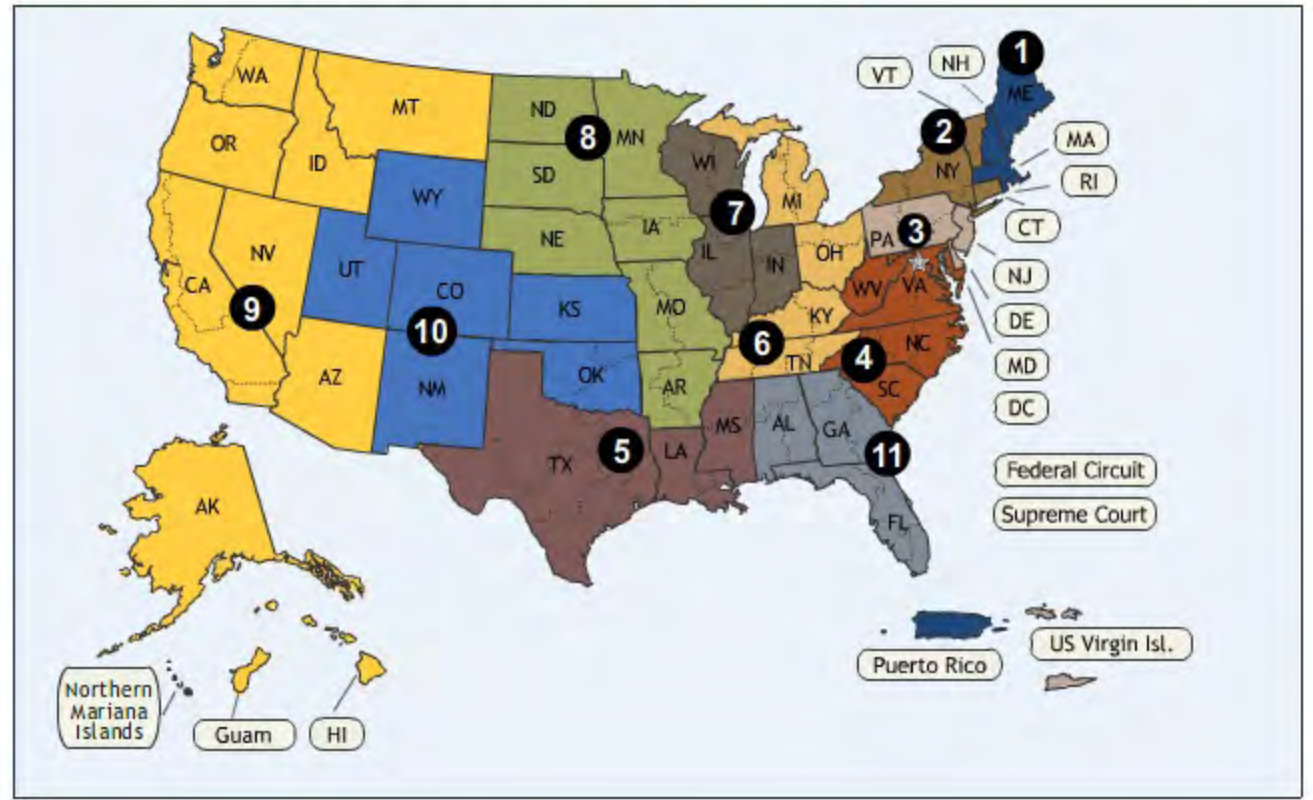 1
ME
NH
VT
2
NY
MA
RI
CT
WA
MT
ND
8
MN
OR
ID
SD
WI
MI
WY
7
PA
3
NJ
NV
UT
NE
IA
IL
IN
OH
WV
VA
DE
CA
9
CO
10
KS
MO
6
KY
TN
4
NC
MD
AZ
NM
OK
AR
SC
DC
TX
5
LA
MS
AL
GA
11
FL
Federal Circuit
Supreme Court
AK
Puerto Rico
US Virgin Isl.
Northern
Mariana
Islands
Guam
HI